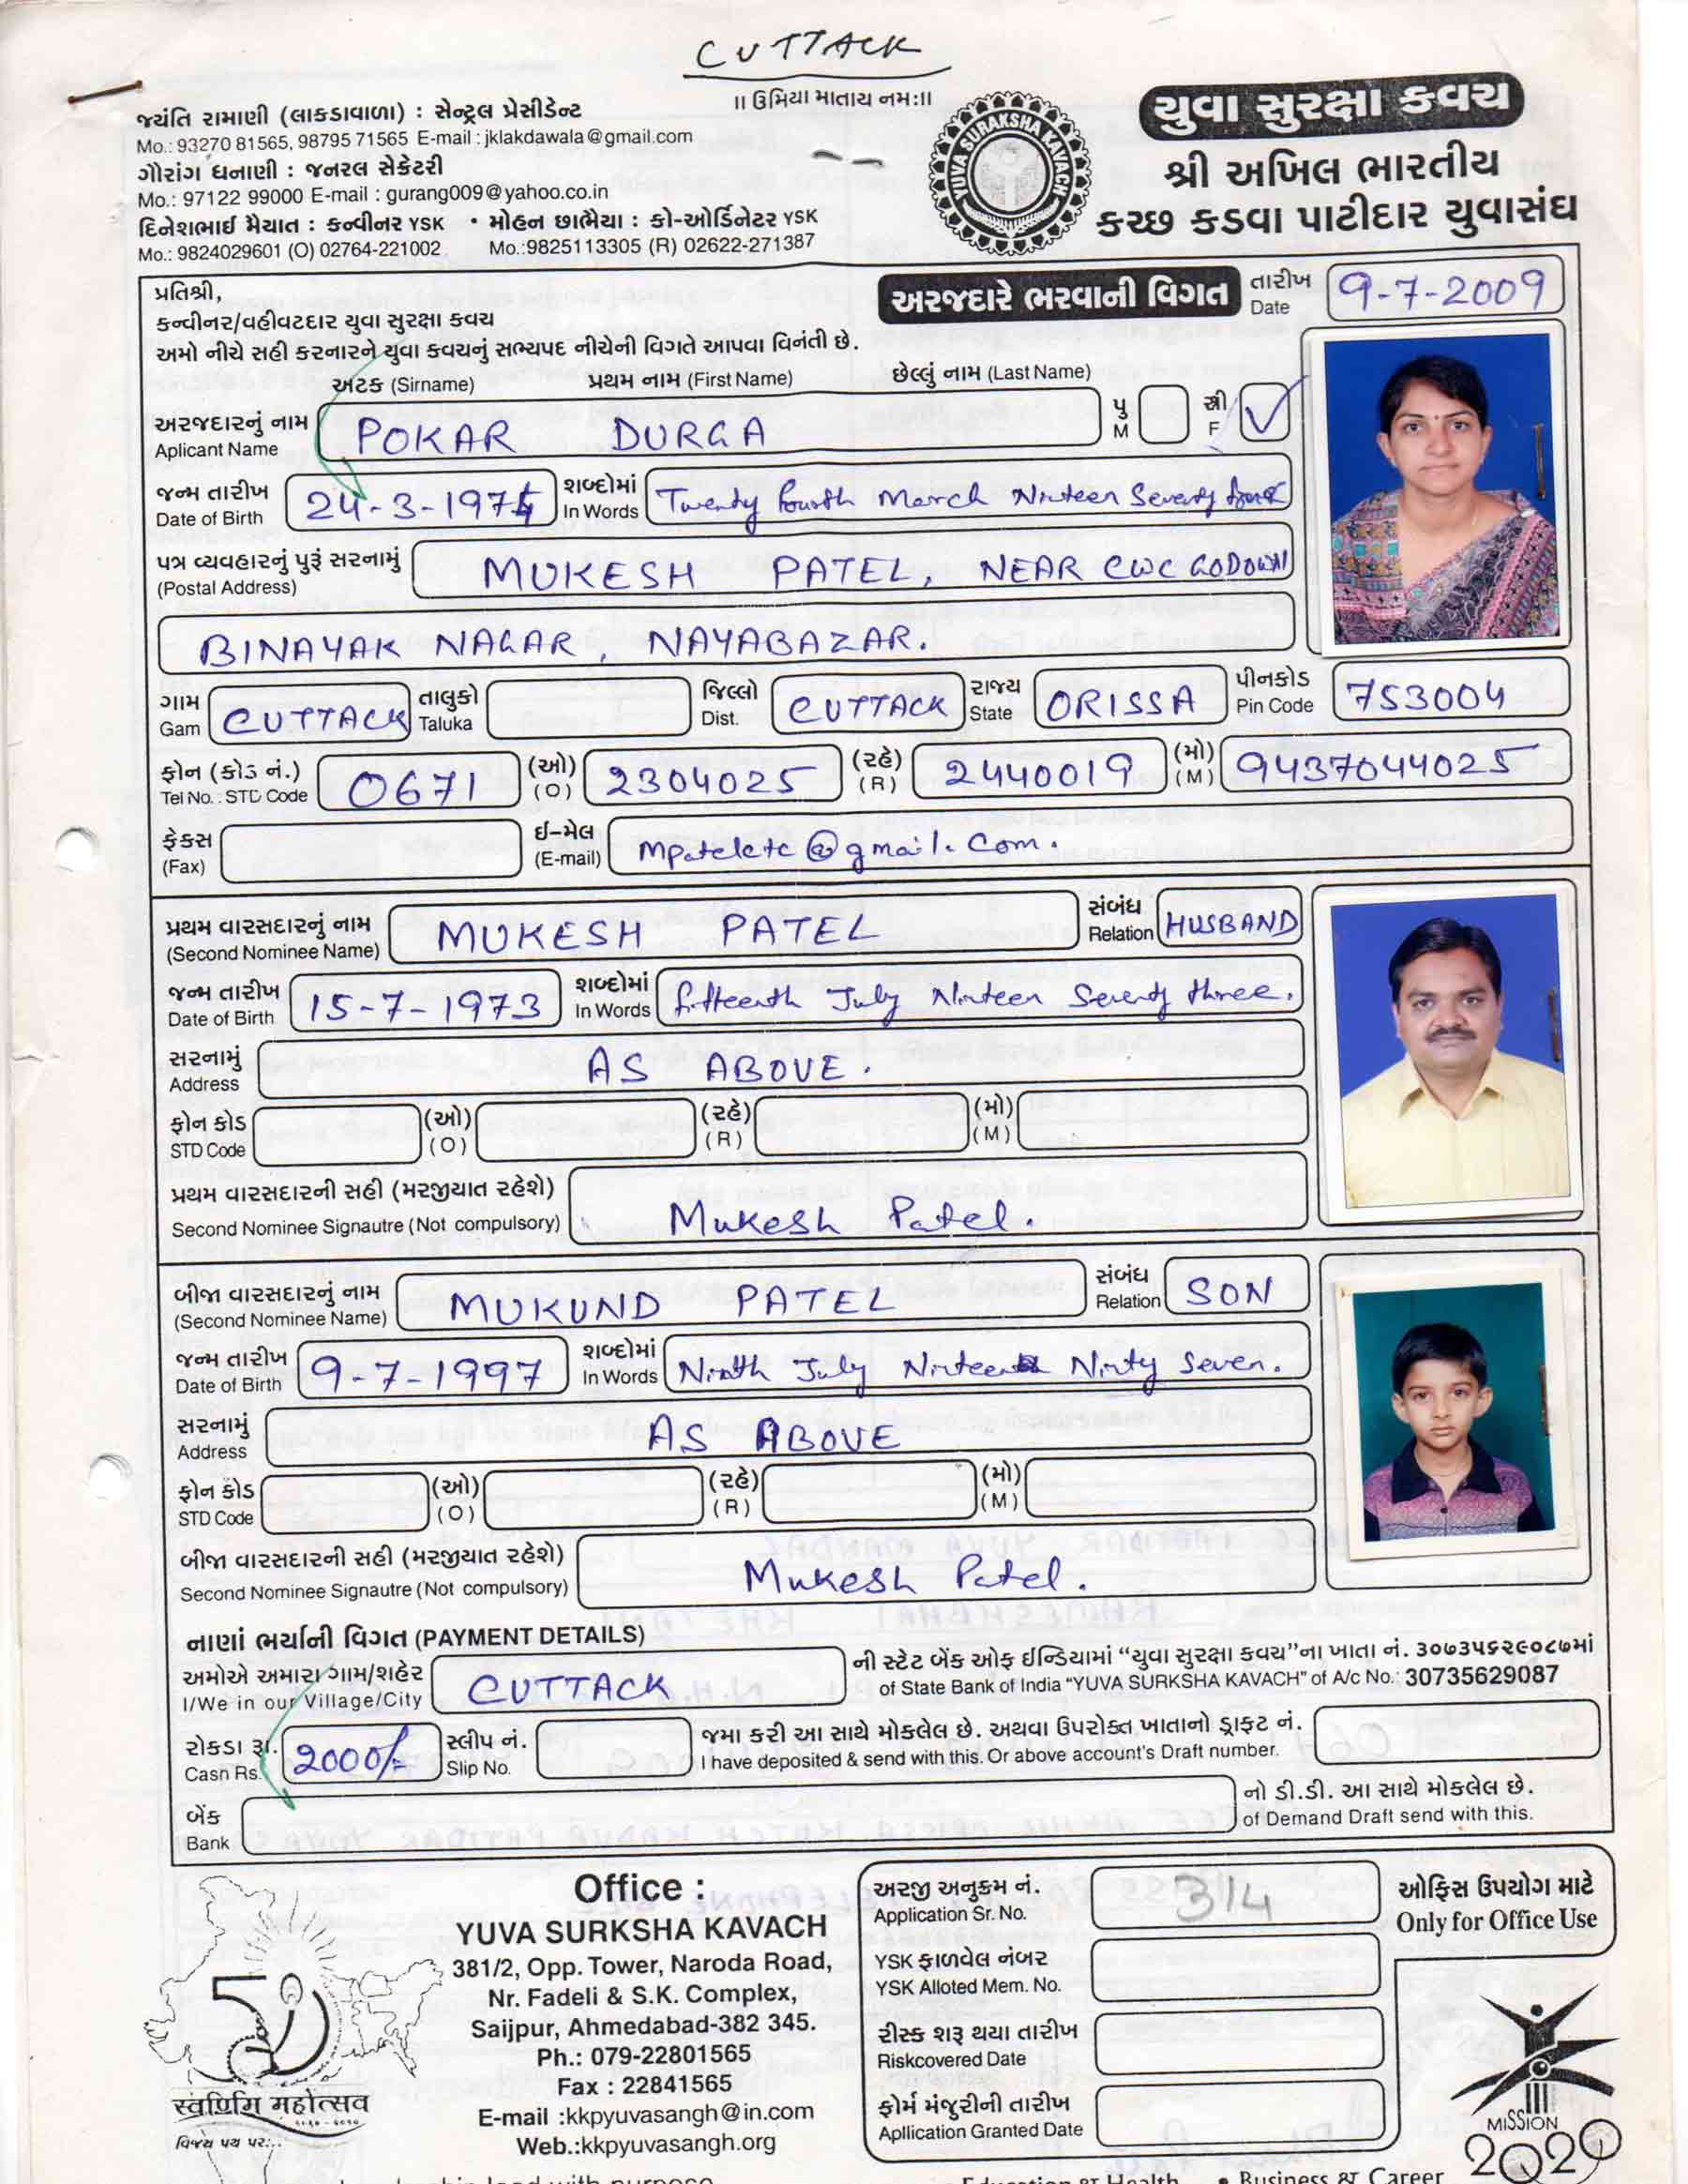 CUTTACK
જયંતિ રામાણી (લાકડાવાળા) : સેન્ટ્રલ પ્રેસીડેન્ટ
Mo.: 93270 81565, 98795 71565 E-mail : jklakdawala@gmail.com
ગૌરાંગ ધનાણી : જનરલ સેક્રેટરી
Mo.: 97122 99000 E-mail : gurang009@yahoo.co.in
દિનેશભાઈ મૈયાત : કન્વીનર YSK • મોહન છાભૈયા : કો-ઓર્ડિનેટર YSK
Mo.: 9824029601 (O) 02764-221002 Mo.:9825113305 (R) 02622-271387
॥ ઉમિયા માતાય નમ:॥
YUVA SURAKSHA KAVACH
યુવા સુરક્ષા કવચ
શ્રી અખિલ ભારતીય
કચ્છ કડવા પાટીદાર યુવાસંઘ
પ્રતિશ્રી,
કન્વીનર/વહીવટદાર યુવા સુરક્ષા કવચ
અમો નીચે સહી કરનારને યુવા કવચનું સભ્યપદ નીચેની વિગતે આપવા વિનંતી છે.
અરજદારે ભરવાની વિગત તારીખ Date 9-7-2009
અટક (Sirname) પ્રથમ નામ (First Name) છેલ્લું નામ (Last Name)
અરજદારનું નામ Aplicant Name POKAR DURGA પુ M સ્ત્રી F ✓
જન્મ તારીખ Date of Birth 24-3-1974 શબ્દોમાં In Words Twenty fourth March Ninteen Seventy four
પત્ર વ્યવહારનું પુરૂં સરનામું (Postal Address) MUKESH PATEL, NEAR CWC GODOWN
BINAYAK NAGAR, NAYABAZAR.
ગામ Gam CUTTACK તાલુકો Taluka જિલ્લો Dist. CUTTACK રાજ્ય State ORISSA પીનકોડ Pin Code 753004
ફોન (કોડ નં.) Tel No. : STD Code 0671 (ઓ) (O) 2304025 (રહે) (R) 2440019 (મો) (M) 9437044025
ફેક્સ (Fax) ઈ-મેલ (E-mail) mpatelctc@gmail.com.
પ્રથમ વારસદારનું નામ (Second Nominee Name) MUKESH PATEL સંબંધ Relation HUSBAND
જન્મ તારીખ Date of Birth 15-7-1973 શબ્દોમાં In Words fifteenth July Ninteen Seventy three.
સરનામું Address AS ABOVE.
ફોન કોડ STD Code (ઓ) (O) (રહે) (R) (મો) (M)
પ્રથમ વારસદારની સહી (મરજીયાત રહેશે)
Second Nominee Signautre (Not compulsory) Mukesh Patel.
બીજા વારસદારનું નામ (Second Nominee Name) MUKUND PATEL સંબંધ Relation SON
જન્મ તારીખ Date of Birth 9-7-1997 શબ્દોમાં In Words Ninth July Ninteen Ninty Seven.
સરનામું Address AS ABOVE
ફોન કોડ STD Code (ઓ) (O) (રહે) (R) (મો) (M)
બીજા વારસદારની સહી (મરજીયાત રહેશે)
Second Nominee Signautre (Not compulsory) Mukesh Patel.
નાણાં ભર્યાની વિગત (PAYMENT DETAILS)
અમોએ અમારા ગામ/શહેર I/We in our Village/City CUTTACK
ની સ્ટેટ બેંક ઓફ ઈન્ડિયામાં “યુવા સુરક્ષા કવચ”ના ખાતા નં. ૩૦૭૩૫૬૨૯૦૮૭માં
of State Bank of India "YUVA SURKSHA KAVACH" of A/c No.: 30735629087
રોકડા રૂા. Cash Rs. 2000/- સ્લીપ નં. Slip No.
જમા કરી આ સાથે મોકલેલ છે. અથવા ઉપરોક્ત ખાતાનો ડ્રાફ્ટ નં.
I have deposited & send with this. Or above account's Draft number.
બેંક Bank
નો ડી.ડી. આ સાથે મોકલેલ છે.
of Demand Draft send with this.
50
स्वर्णिम महोत्सव
Office :
YUVA SURKSHA KAVACH
381/2, Opp. Tower, Naroda Road,
Nr. Fadeli & S.K. Complex,
Saijpur, Ahmedabad-382 345.
Ph.: 079-22801565
Fax : 22841565
E-mail :kkpyuvasangh@in.com
Web.:kkpyuvasangh.org
અરજી અનુક્રમ નં. Application Sr. No. 314
YSK ફાળવેલ નંબર YSK Alloted Mem. No.
રીસ્ક શરૂ થયા તારીખ Riskcovered Date
ફોર્મ મંજુરીની તારીખ Apllication Granted Date
ઓફિસ ઉપયોગ માટે
Only for Office Use
MISSION
2020
• Business & Career